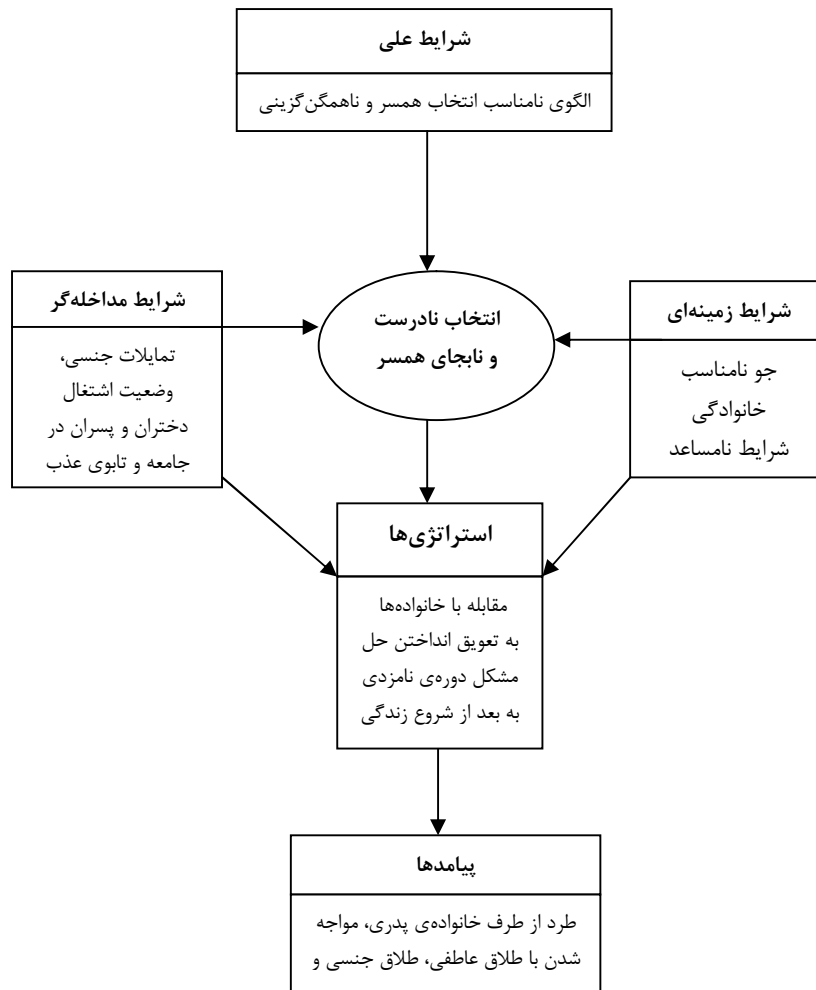 شرایط علی
الگوی نامناسب انتخاب همسر و ناهمگن‌گزینی
شرایط زمینه‌ای
جو نامناسب
خانوادگی
شرایط نامساعد
انتخاب نادرست
و نابجای همسر
شرایط مداخله‌گر
تمایلات جنسی،
وضعیت اشتغال
دختران و پسران در
جامعه و تابوی عذب
استراتژی‌ها
مقابله با خانواده‌ها
به تعویق انداختن حل
مشکل دوره‌ی نامزدی
به بعد از شروع زندگی
پیامدها
طرد از طرف خانواده‌ی پدری، مواجه
شدن با طلاق عاطفی، طلاق جنسی و